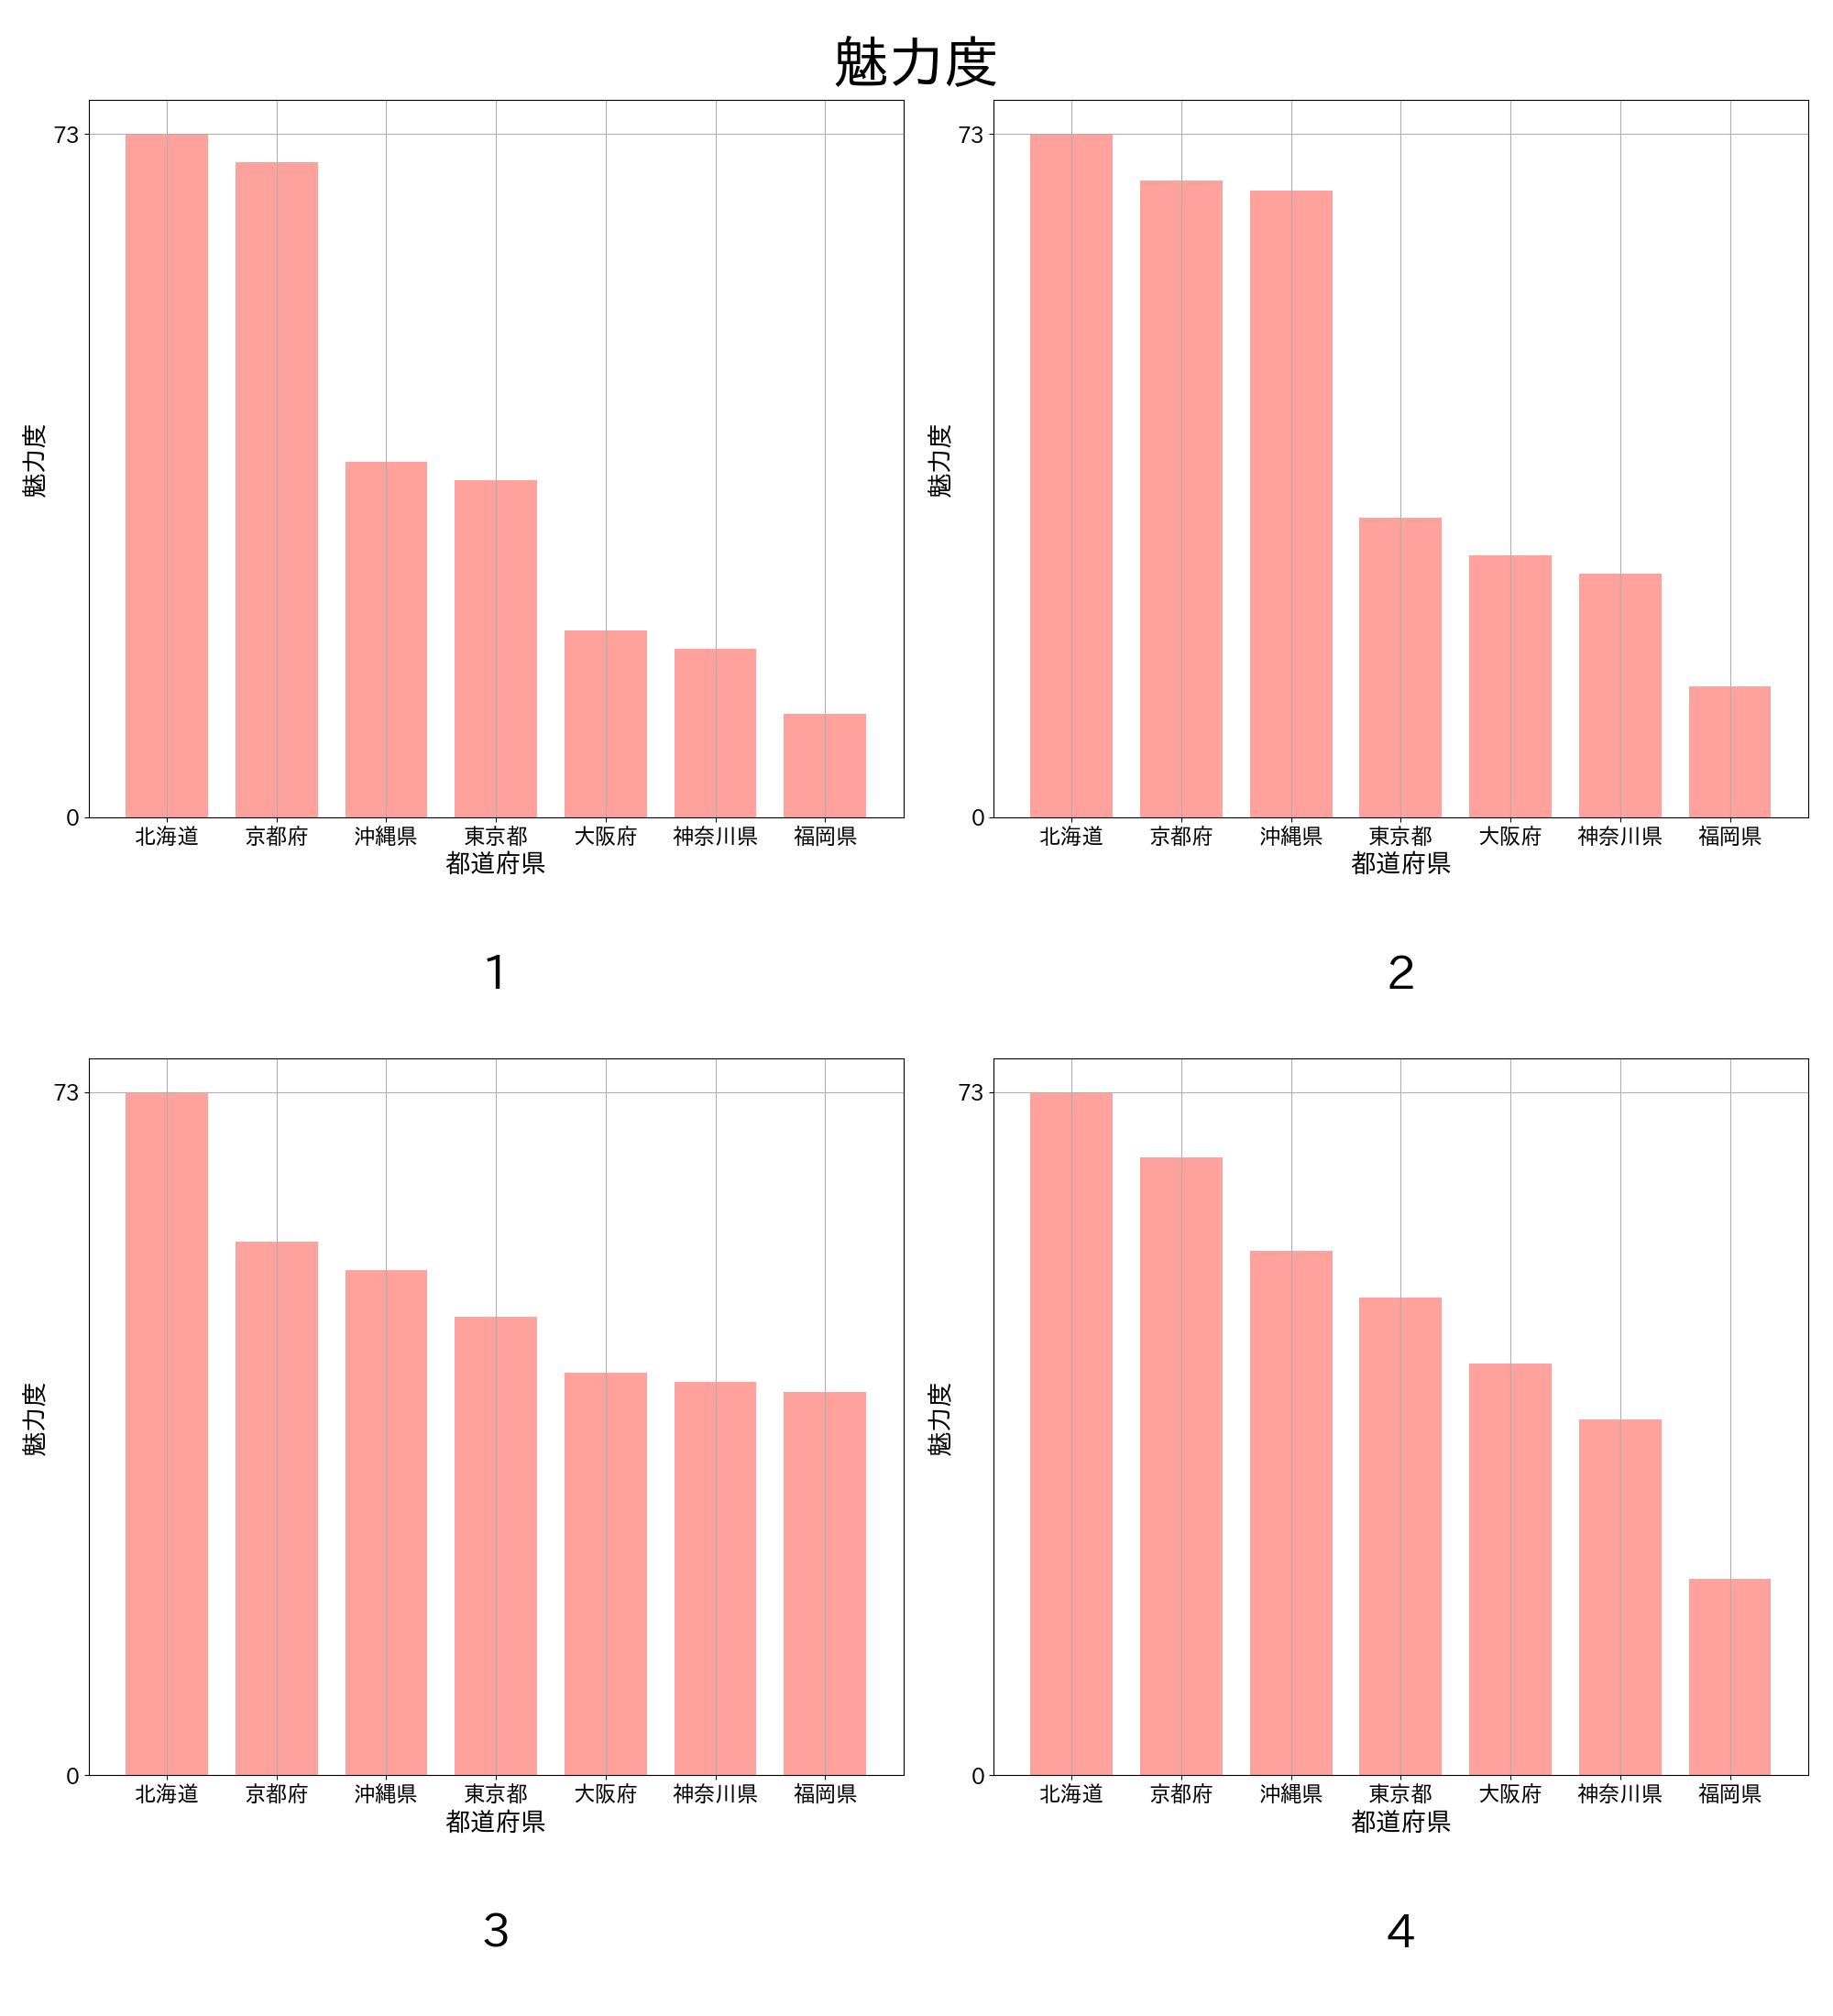 魅力度
73
0
魅力度
北海道 京都府 沖縄県 東京都 大阪府 神奈川県 福岡県
都道府県
1
73
0
魅力度
北海道 京都府 沖縄県 東京都 大阪府 神奈川県 福岡県
都道府県
2
73
0
魅力度
北海道 京都府 沖縄県 東京都 大阪府 神奈川県 福岡県
都道府県
3
73
0
魅力度
北海道 京都府 沖縄県 東京都 大阪府 神奈川県 福岡県
都道府県
4